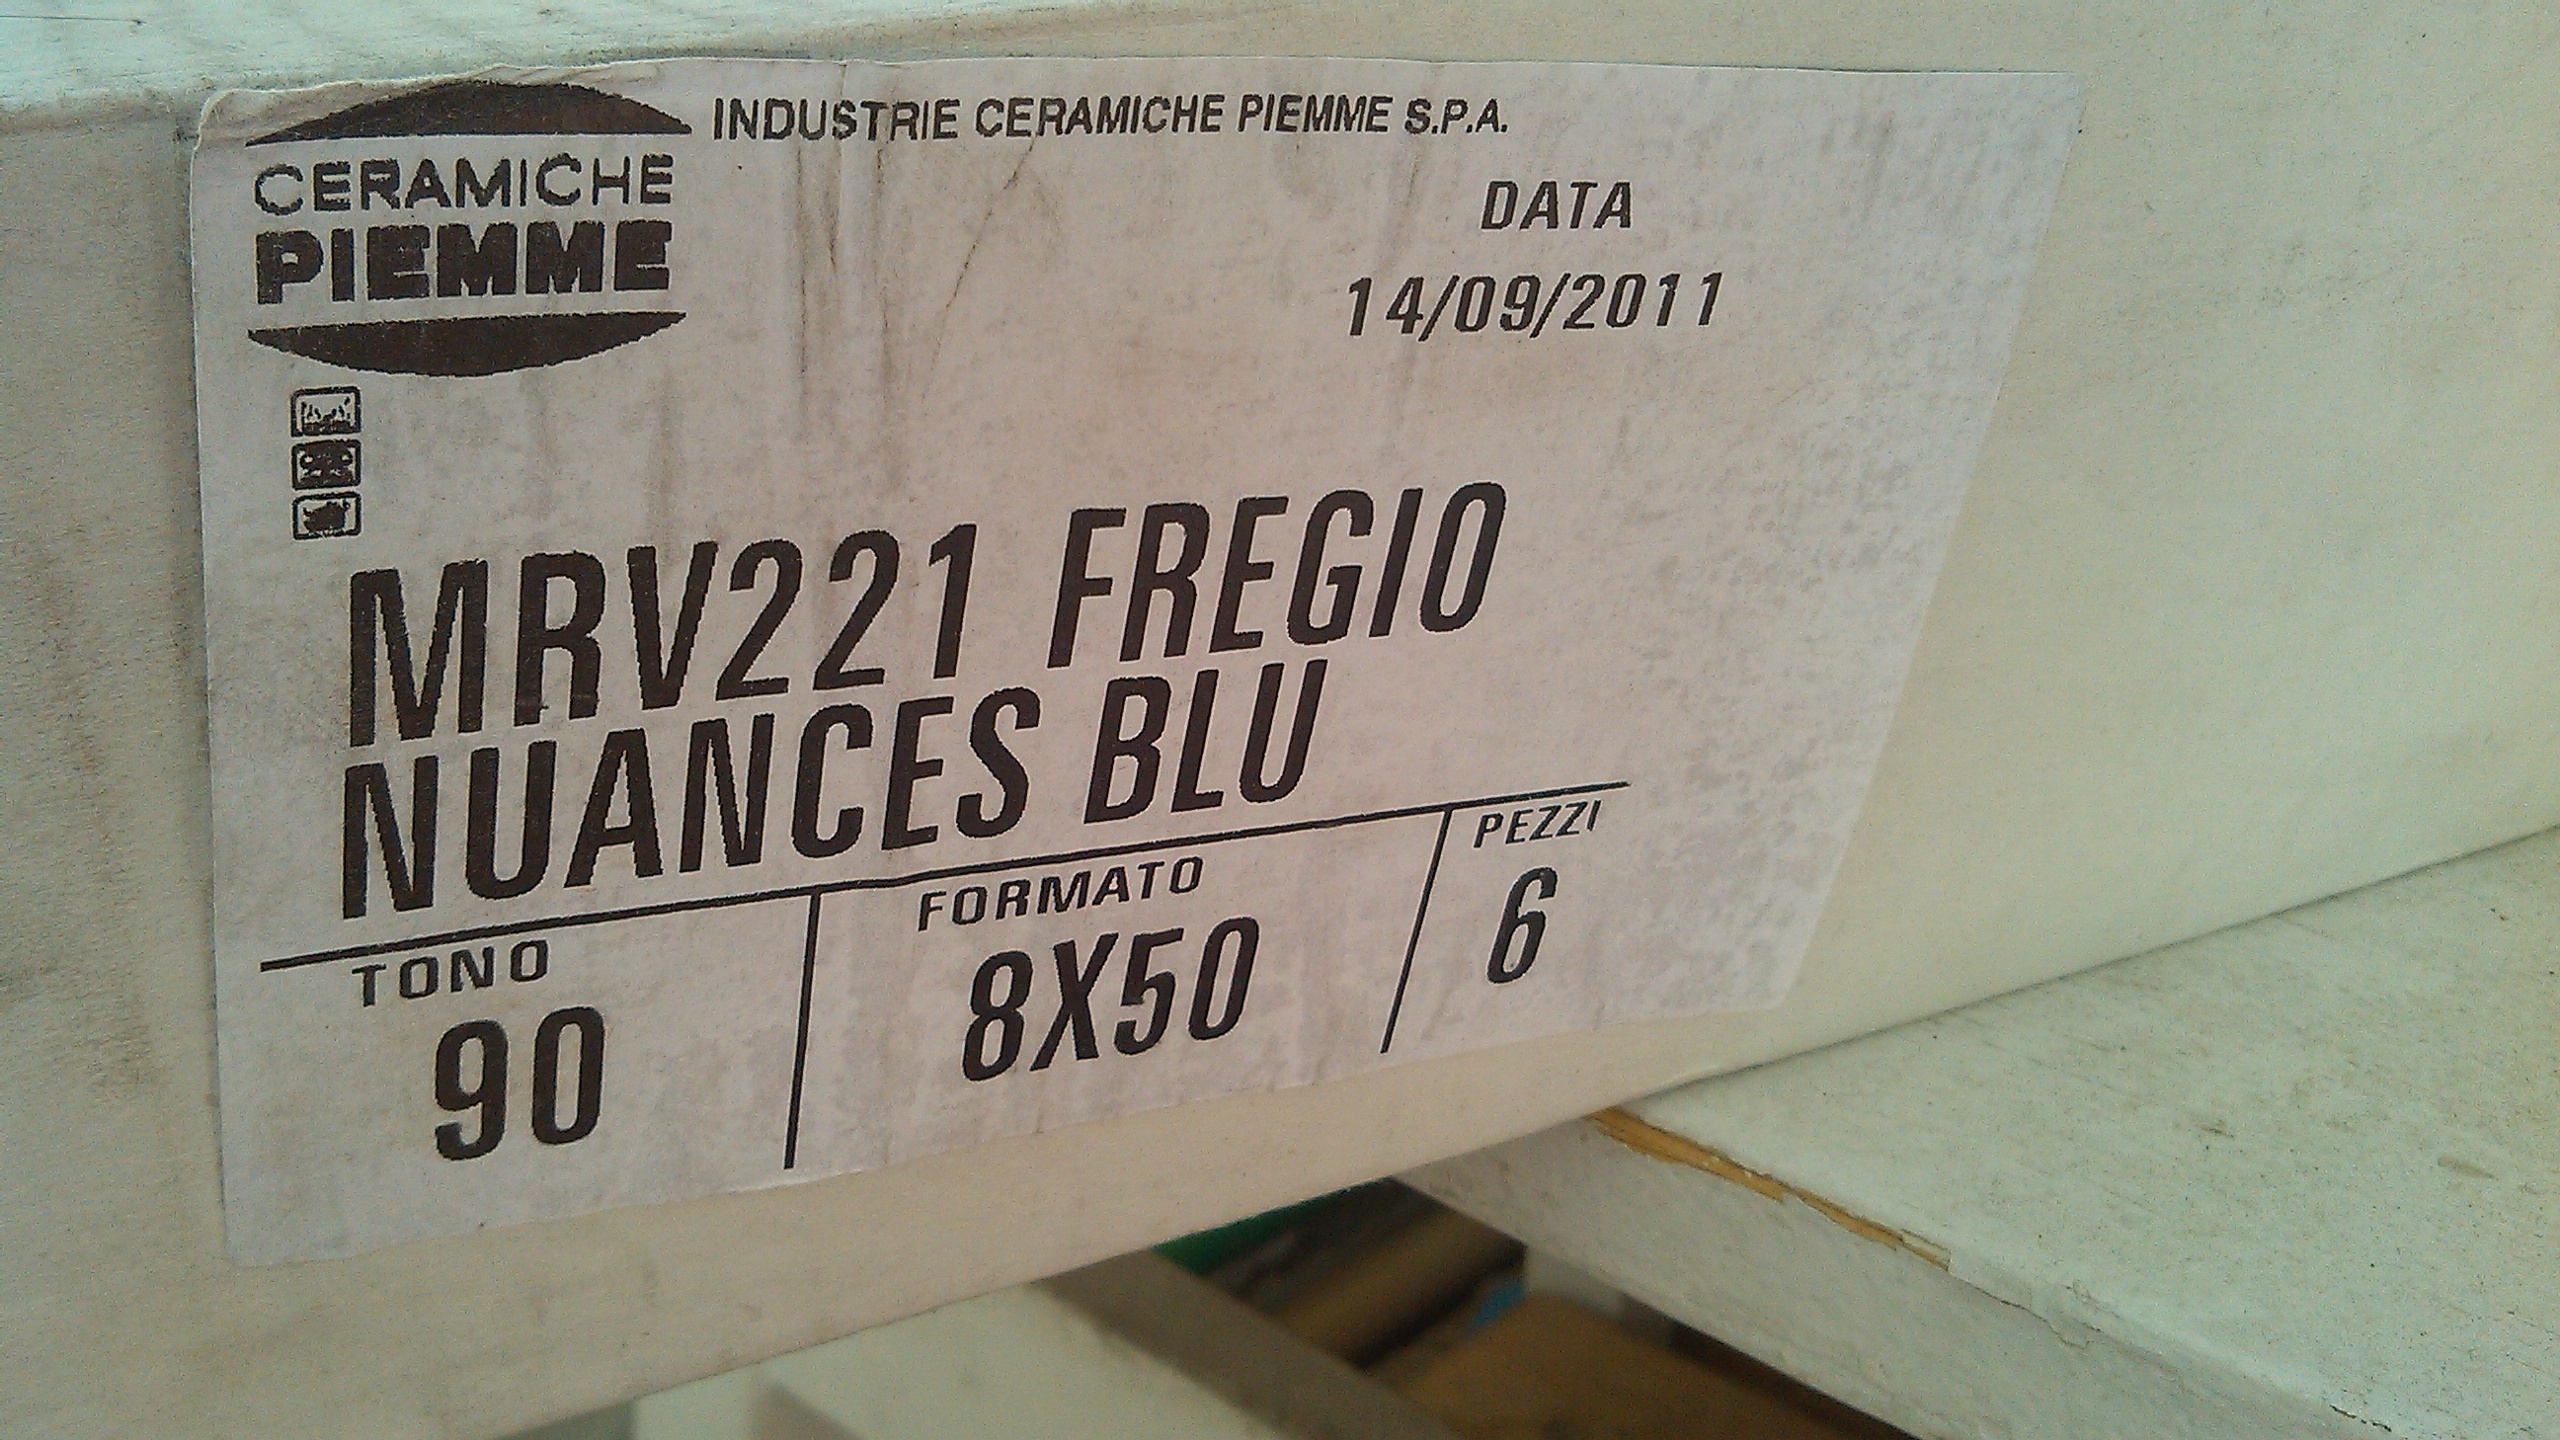 INDUSTRIE CERAMICHE PIEMME S.P.A.
CERAMICHE
PIEMME
DATA
14/09/2011
MRV221 FREGIO
NUANCES BLU
TONO
FORMATO
PEZZI
90
8X50
6